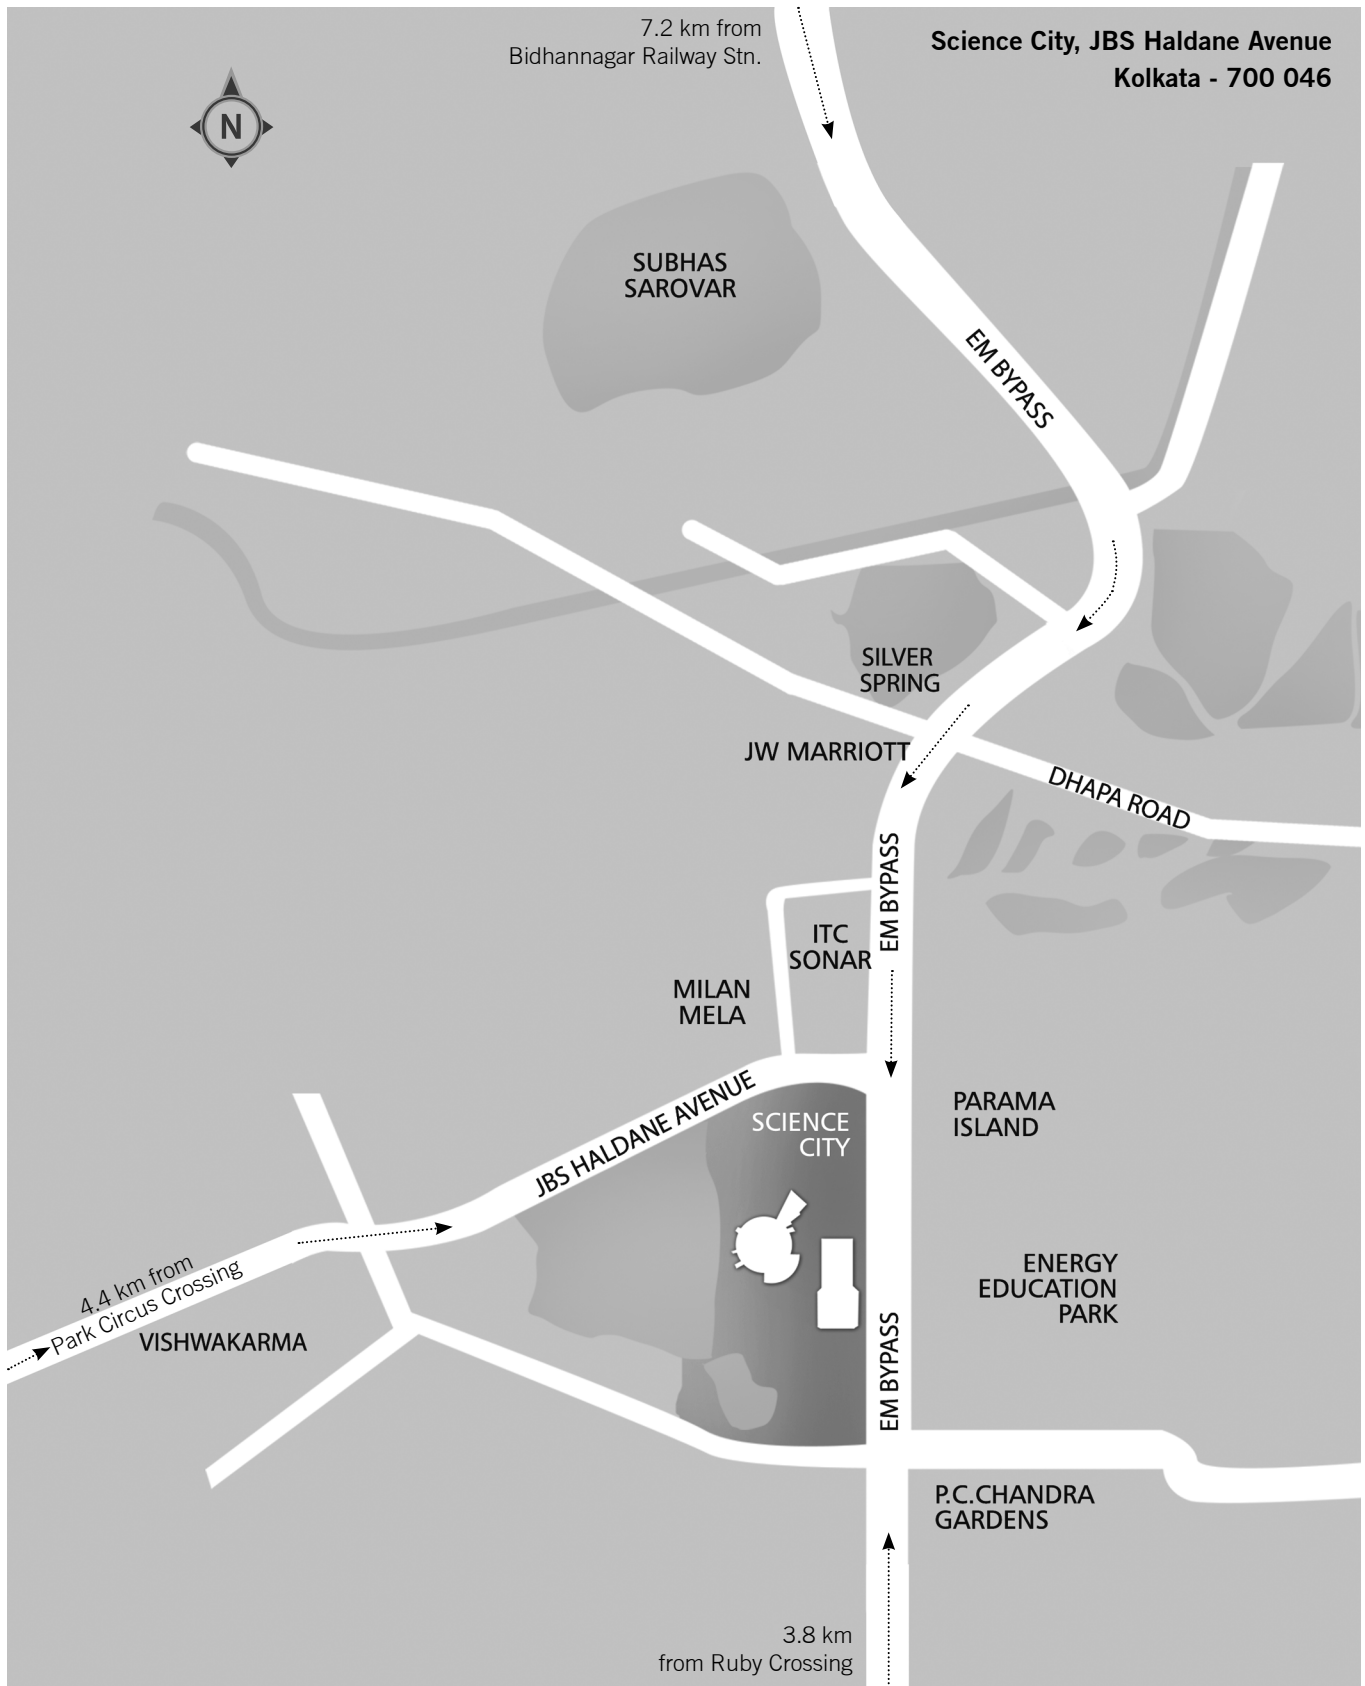 7.2 km from
Bidhannagar Railway Stn.
Science City, JBS Haldane Avenue
Kolkata - 700 046
N
SUBHAS
SAROVAR
EM BYPASS
SILVER
SPRING
JW MARRIOTT
DHAPA ROAD
EM BYPASS
ITC
SONAR
MILAN
MELA
JBS HALDANE AVENUE
SCIENCE
CITY
PARAMA
ISLAND
4.4 km from
Park Circus Crossing
VISHWAKARMA
ENERGY
EDUCATION
PARK
EM BYPASS
P.C.CHANDRA
GARDENS
3.8 km
from Ruby Crossing